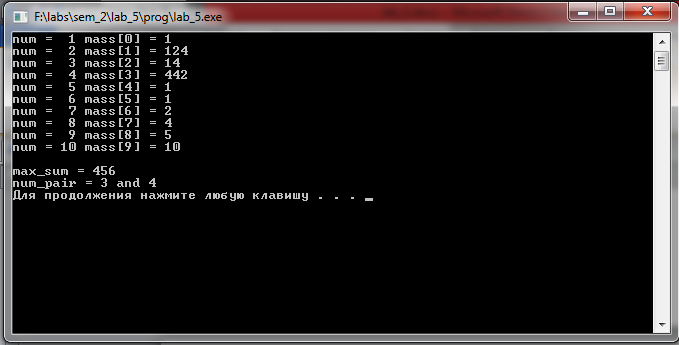 F:\labs\sem_2\lab_5\prog\lab_5.exe
num =  1 mass[0] = 1
num =  2 mass[1] = 124
num =  3 mass[2] = 14
num =  4 mass[3] = 442
num =  5 mass[4] = 1
num =  6 mass[5] = 1
num =  7 mass[6] = 2
num =  8 mass[7] = 4
num =  9 mass[8] = 5
num = 10 mass[9] = 10
max_sum = 456
num_pair = 3 and 4
Для продолжения нажмите любую клавишу . . . _